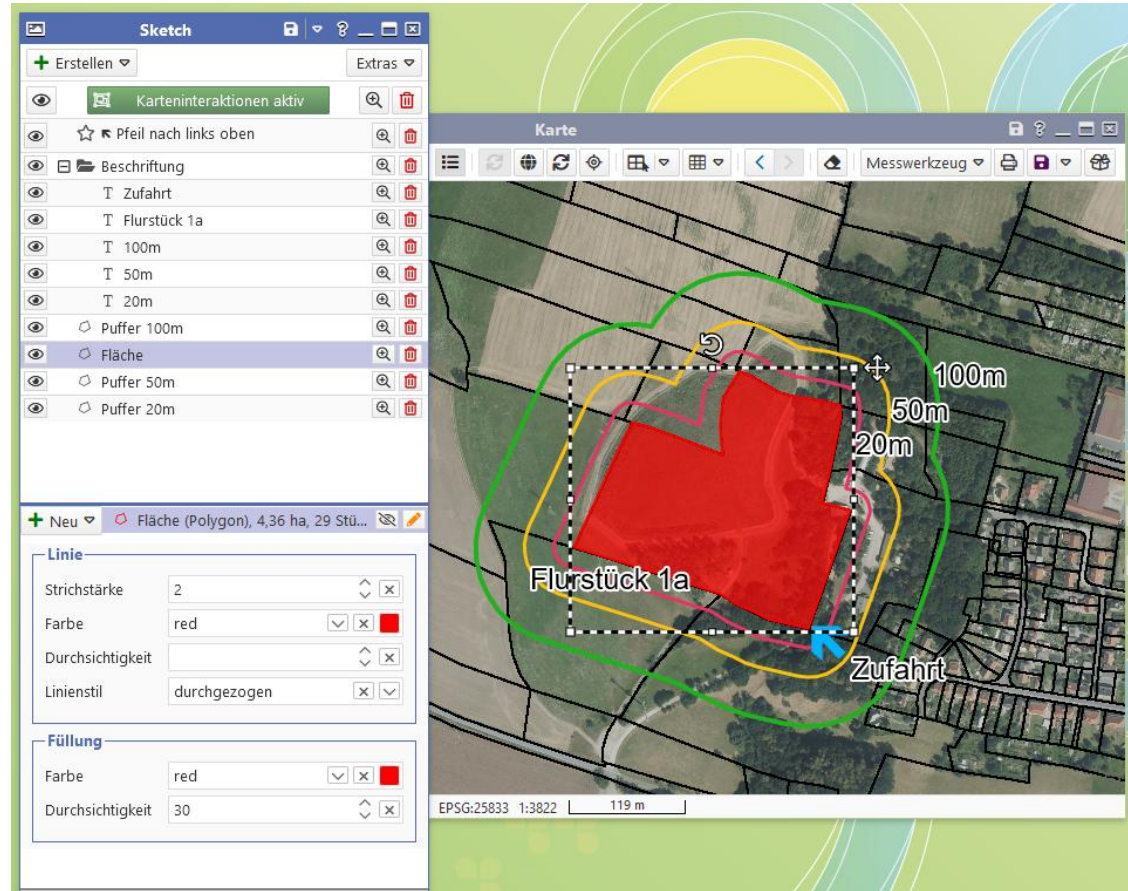 Sketch
Erstellen
Extras
Karteninteraktionen aktiv
Pfeil nach links oben
Beschriftung
T Zufahrt
T Flurstück 1a
T 100m
T 50m
T 20m
Puffer 100m
Fläche
Puffer 50m
Puffer 20m
Neu
Fläche (Polygon), 4,36 ha, 29 Stü...
Linie
Strichstärke 2
Farbe red
Durchsichtigkeit
Linienstil durchgezogen
Füllung
Farbe red
Durchsichtigkeit 30
Karte
Messwerkzeug
100m
50m
20m
Flurstück 1a
Zufahrt
EPSG:25833 1:3822 119 m